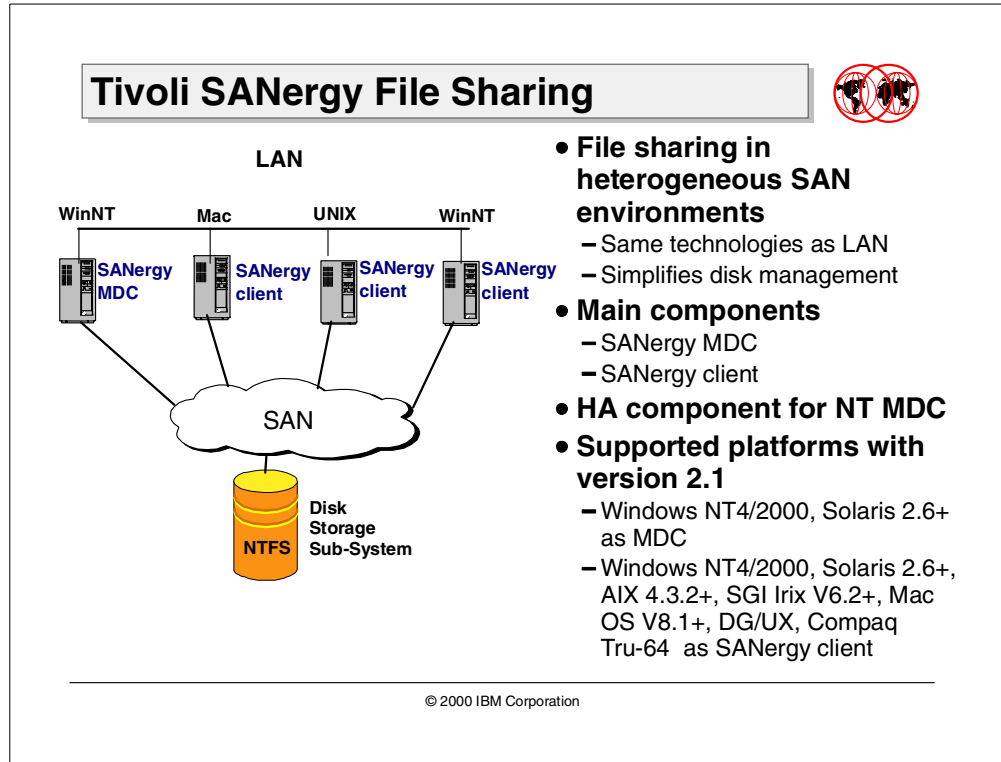 Tivoli SANergy File Sharing
LAN
WinNT
Mac
UNIX
WinNT
SANergy
MDC
SANergy
client
SANergy
client
SANergy
client
SAN
NTFS
Disk
Storage
Sub-System
• File sharing in
heterogeneous SAN
environments
– Same technologies as LAN
– Simplifies disk management
• Main components
– SANergy MDC
– SANergy client
• HA component for NT MDC
• Supported platforms with
version 2.1
– Windows NT4/2000, Solaris 2.6+
as MDC
– Windows NT4/2000, Solaris 2.6+,
AIX 4.3.2+, SGI Irix V6.2+, Mac
OS V8.1+, DG/UX, Compaq
Tru-64 as SANergy client
© 2000 IBM Corporation